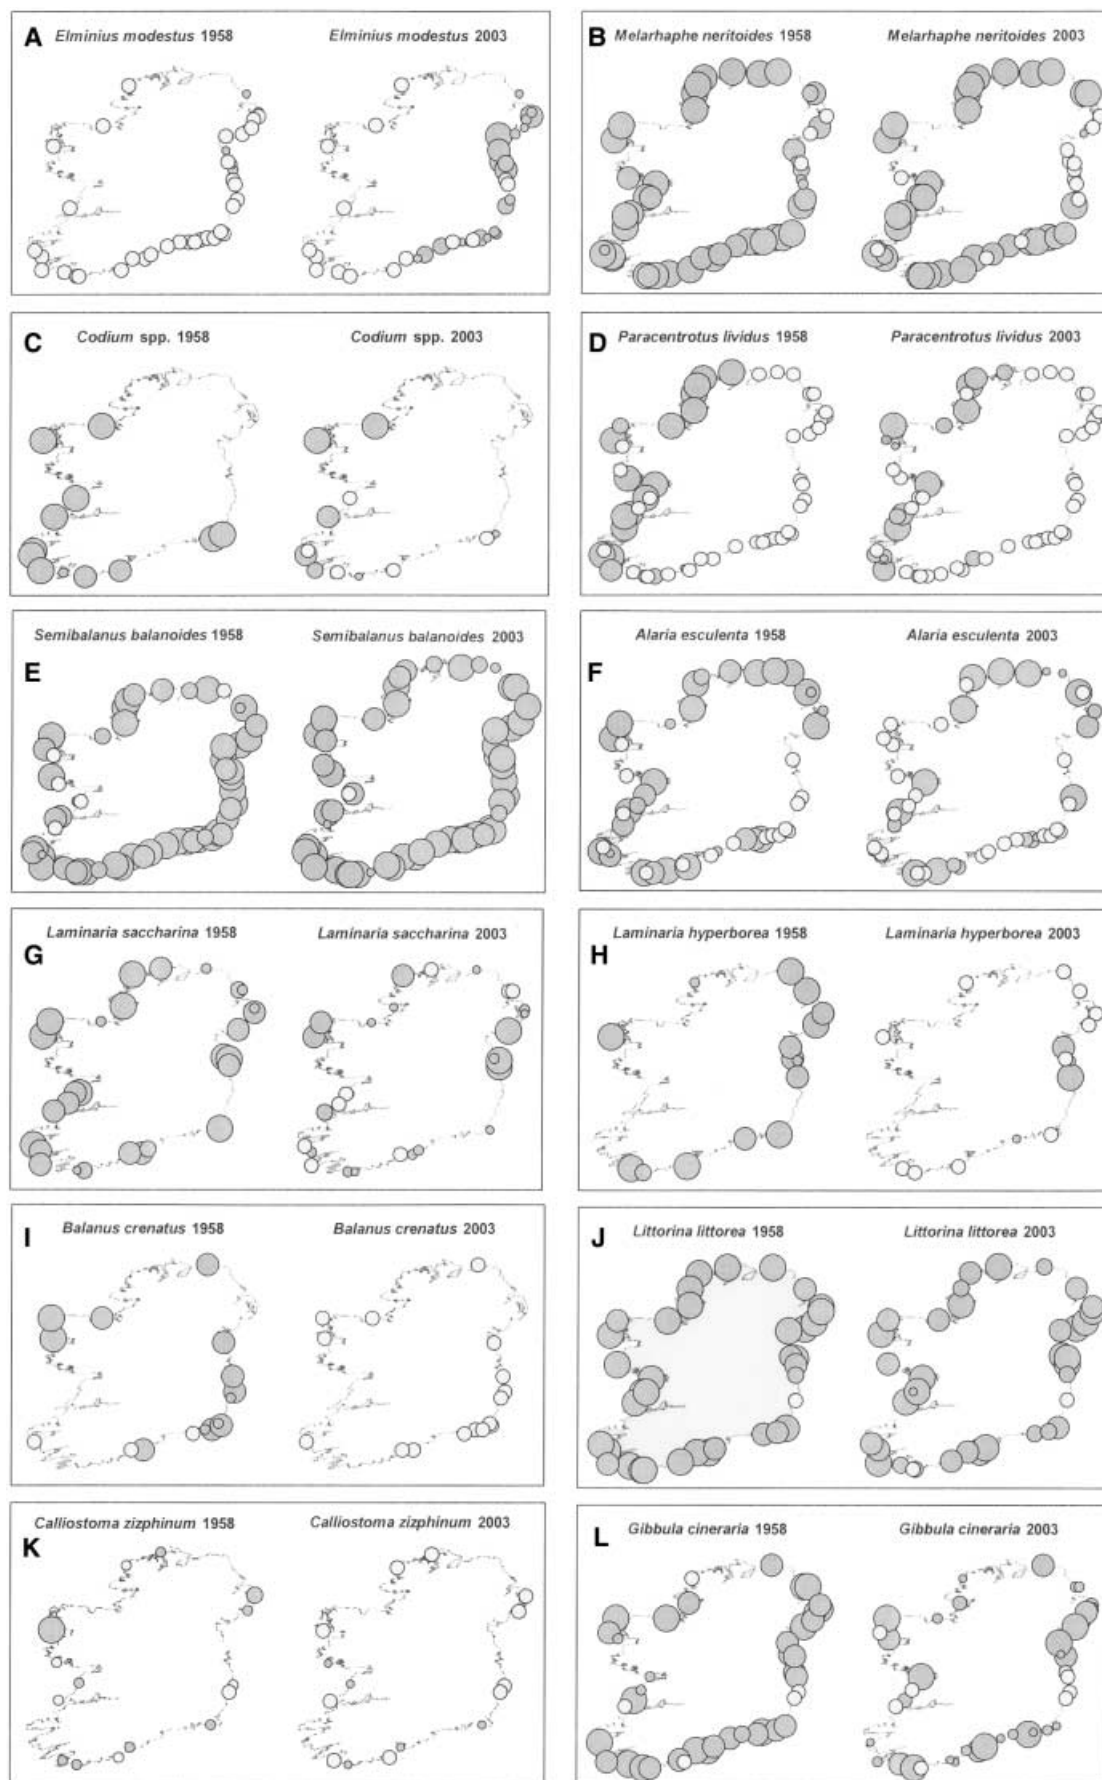 A Elminius modestus 1958 Elminius modestus 2003
B Melarhaphe neritoides 1958 Melarhaphe neritoides 2003
C Codium spp. 1958 Codium spp. 2003
D Paracentrotus lividus 1958 Paracentrotus lividus 2003
E Semibalanus balanoides 1958 Semibalanus balanoides 2003
F Alaria esculenta 1958 Alaria esculenta 2003
G Laminaria saccharina 1958 Laminaria saccharina 2003
H Laminaria hyperborea 1958 Laminaria hyperborea 2003
I Balanus crenatus 1958 Balanus crenatus 2003
J Littorina littorea 1958 Littorina littorea 2003
K Calliostoma zizphinum 1958 Calliostoma zizphinum 2003
L Gibbula cineraria 1958 Gibbula cineraria 2003